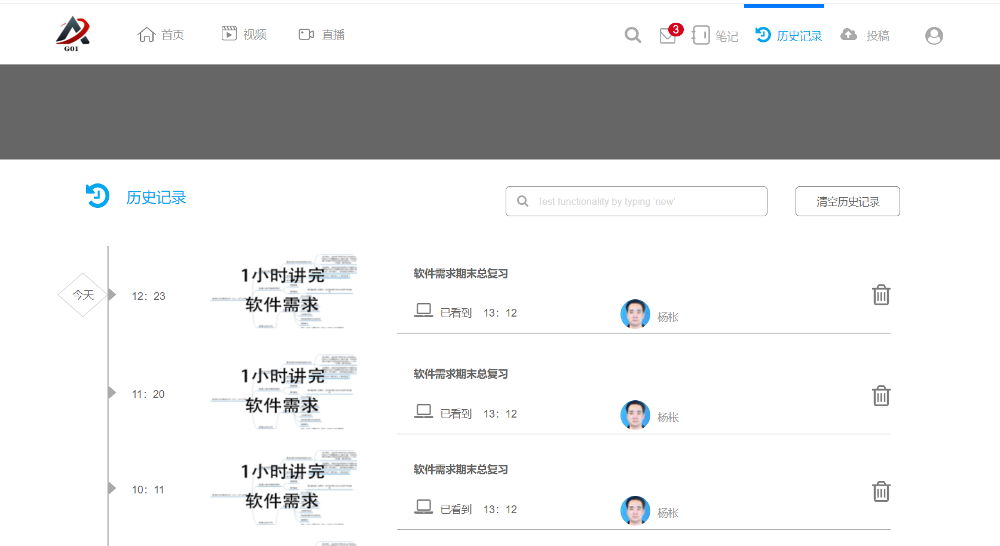 G01
首页
视频
直播
3
笔记
历史记录
投稿
历史记录
Test functionality by typing 'new'
清空历史记录
今天
12：23
1小时讲完
软件需求
软件需求期末总复习
已看到 13：12
杨枨
11：20
1小时讲完
软件需求
软件需求期末总复习
已看到 13：12
杨枨
10：11
1小时讲完
软件需求
软件需求期末总复习
已看到 13：12
杨枨